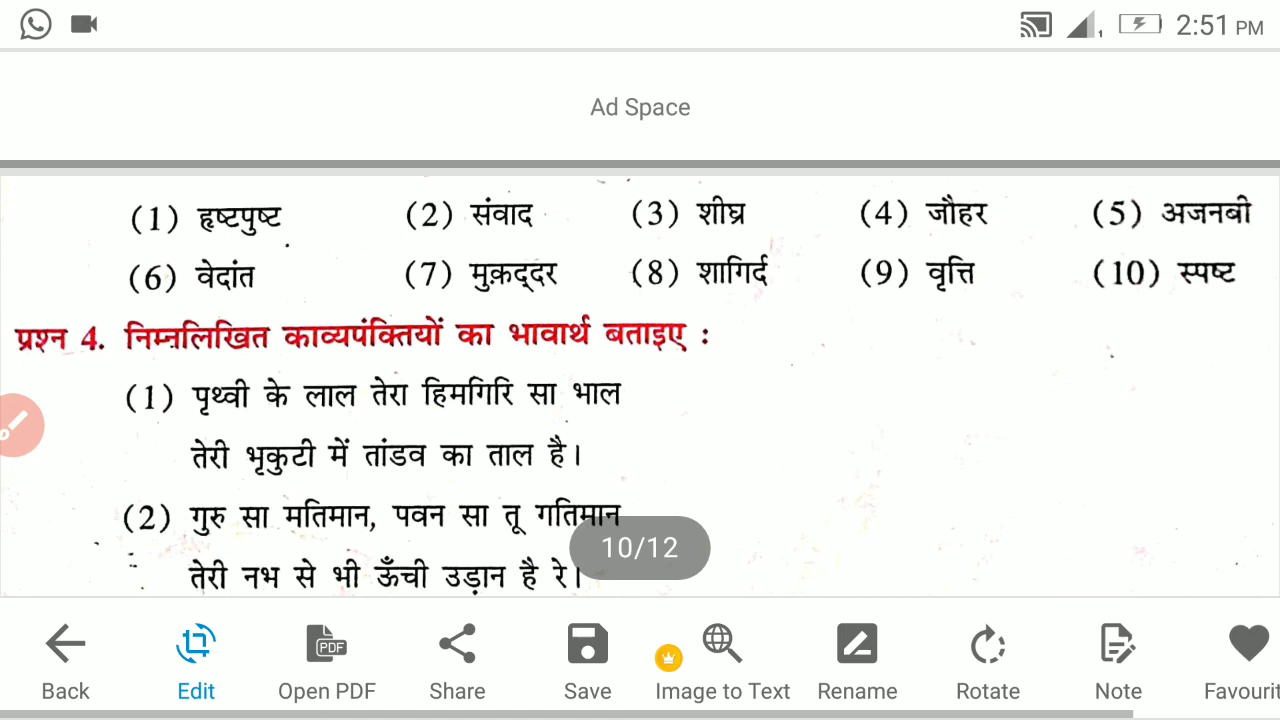 2:51 PM
Ad Space
(1) हृष्टपुष्ट (2) संवाद (3) शीघ्र (4) जौहर (5) अजनबी
(6) वेदांत (7) मुक़द्दर (8) शागिर्द (9) वृत्ति (10) स्पष्ट
प्रश्न 4. निम्नलिखित काव्यपंक्तियों का भावार्थ बताइए :
(1) पृथ्वी के लाल तेरा हिमगिरि सा भाल
तेरी भृकुटी में तांडव का ताल है।
(2) गुरु सा मतिमान, पवन सा तू गतिमान
10/12
तेरी नभ से भी ऊँची उड़ान है रे।
Back Edit Open PDF Share Save Image to Text Rename Rotate Note Favourit